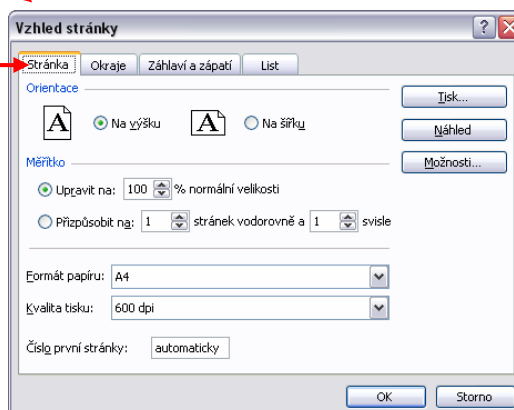 Vzhled stránky
Stránka Okraje Záhlaví a zápatí List
Orientace
A Na výšku A Na šířku
Tisk...
Náhled
Možnosti...
Měřítko
Upravit na: 100 % normální velikosti
Přizpůsobit na: 1 stránek vodorovně a 1 svisle
Formát papíru: A4
Kvalita tisku: 600 dpi
Číslo první stránky: automaticky
OK Storno